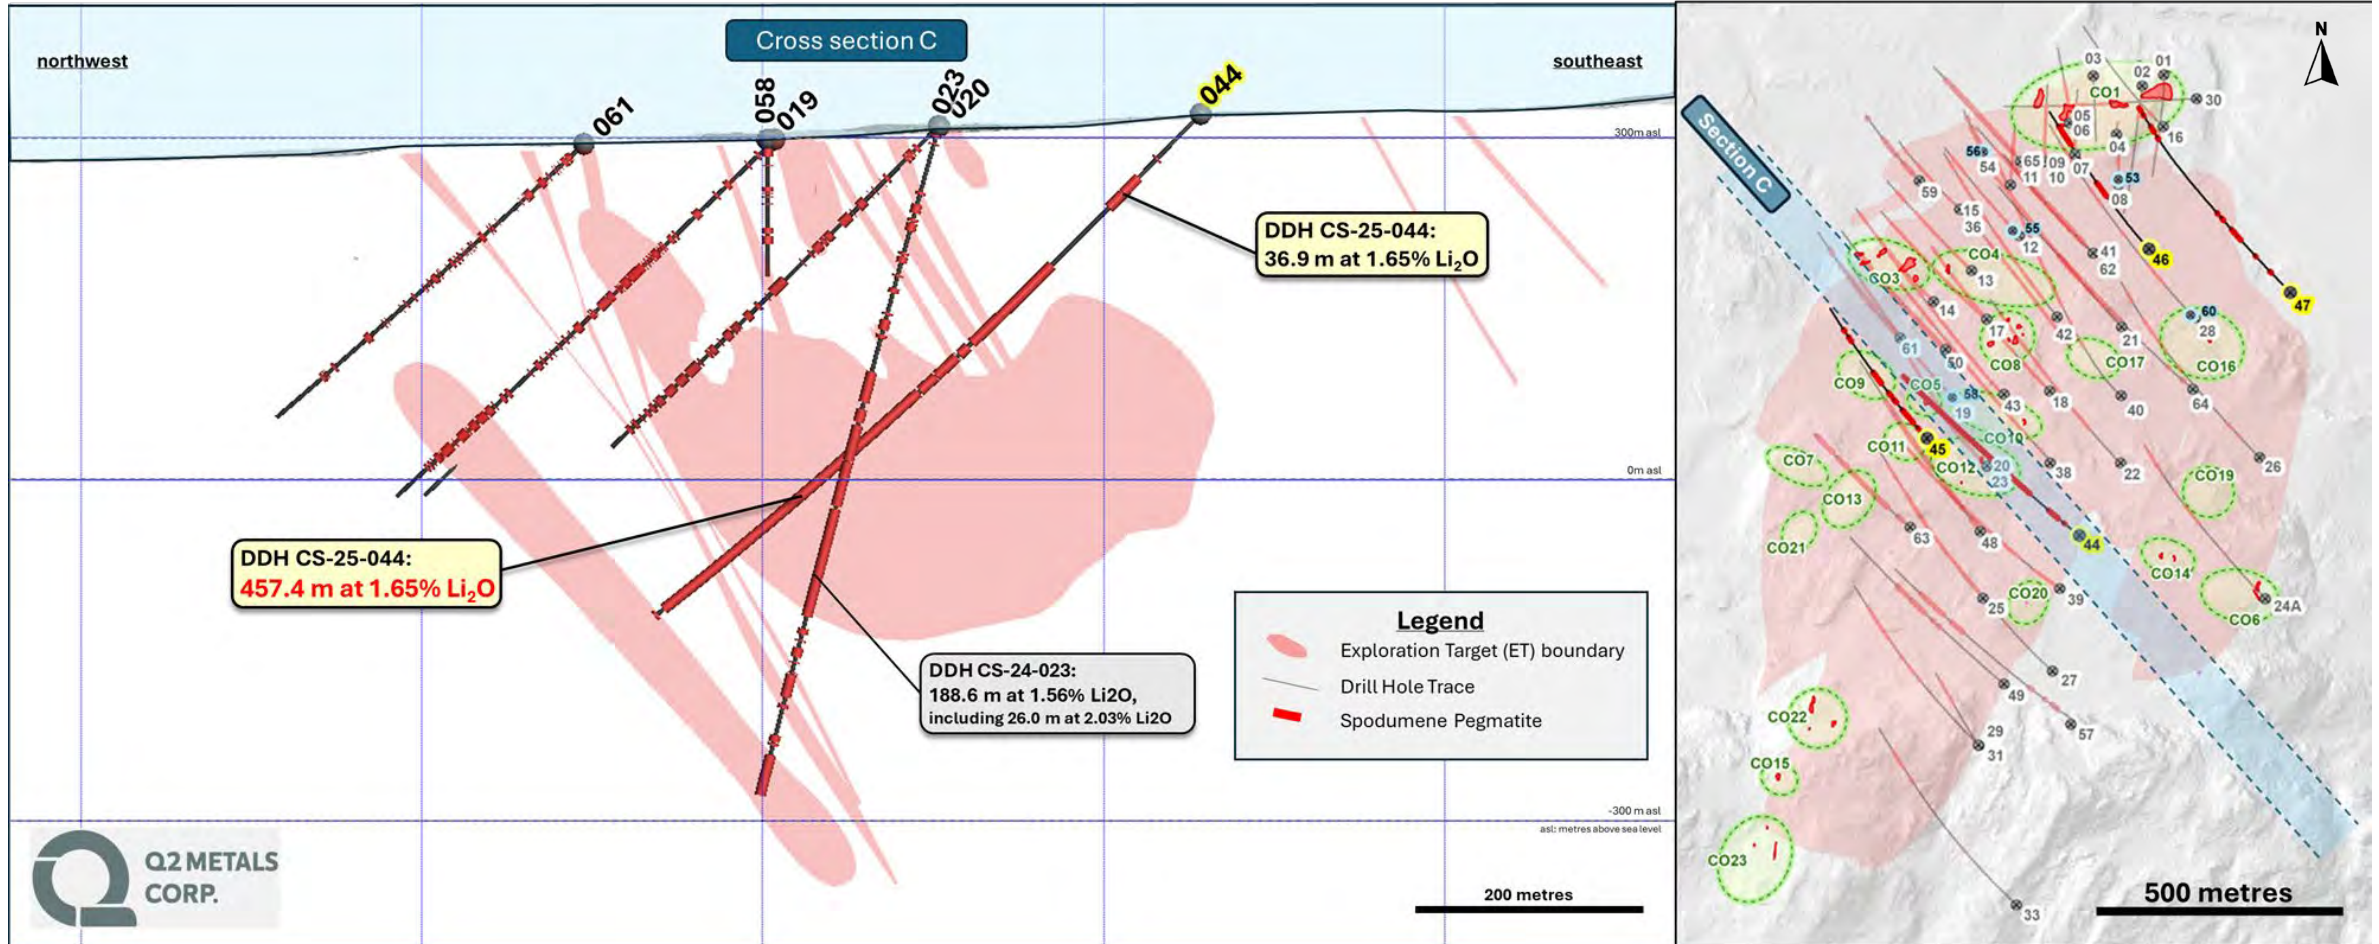 Cross section C
northwest
southeast
061
058
019
023
020
044
300m asl
DDH CS-25-044:
36.9 m at 1.65% Li₂O
0m asl
DDH CS-25-044:
457.4 m at 1.65% Li₂O
DDH CS-24-023:
188.6 m at 1.56% Li2O,
including 26.0 m at 2.03% Li2O
Legend
Exploration Target (ET) boundary
Drill Hole Trace
Spodumene Pegmatite
-300 m asl
asl: metres above sea level
Q2 METALS
CORP.
200 metres
N
Section C
03
02
01
CO1
30
05
06
04
16
56
54
65
11
09
10
07
53
08
59
15
36
55
12
41
62
46
47
CO3
CO4
13
14
17
42
21
60
28
CO16
61
50
CO8
CO17
CO9
CO5
58
19
43
18
40
64
CO10
CO11
45
CO12
20
23
38
22
26
CO7
CO13
CO19
CO21
63
48
44
CO14
25
CO20
39
CO6
24A
27
49
CO22
57
29
31
CO15
CO23
33
500 metres